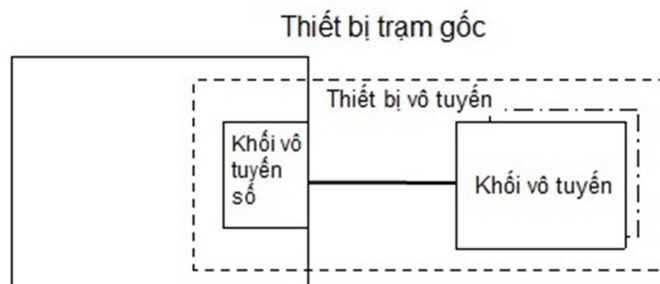 Thiết bị trạm gốc
Thiết bị vô tuyến
Khối vô
tuyến
số
Khối vô tuyến